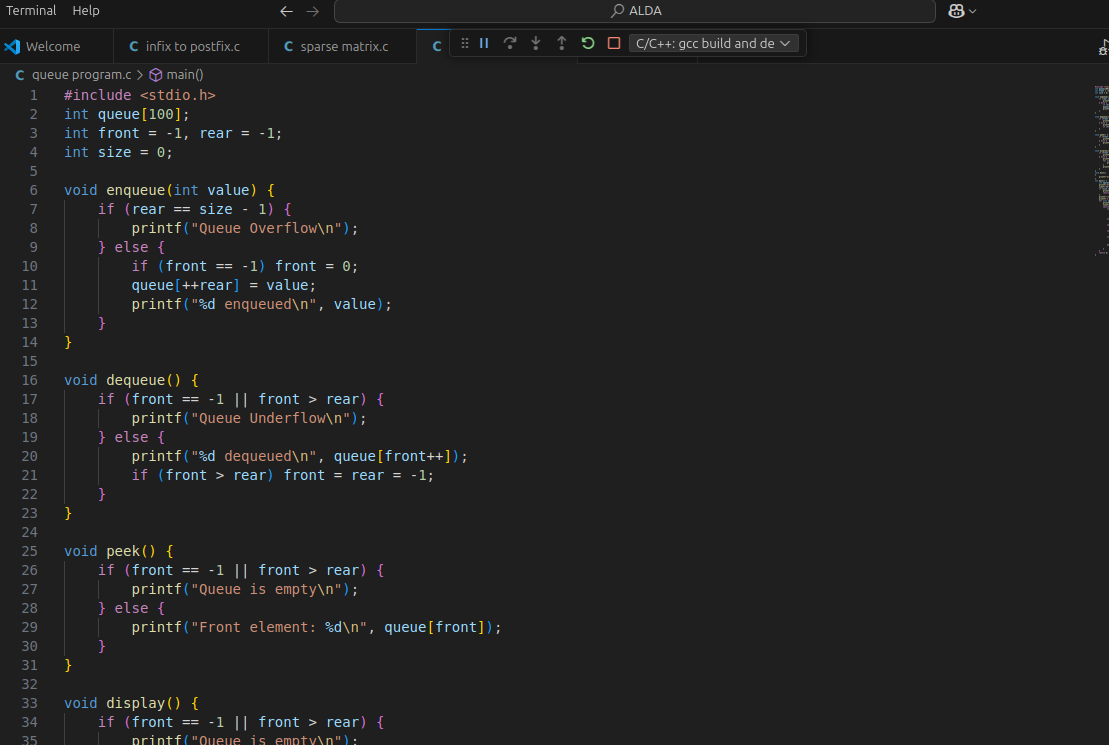 Terminal Help
ALDA
Welcome
C infix to postfix.c
C sparse matrix.c
C
C/C++: gcc build and de
C queue program.c > main()
1 #include <stdio.h>
2 int queue[100];
3 int front = -1, rear = -1;
4 int size = 0;
5
6 void enqueue(int value) {
7 if (rear == size - 1) {
8 printf("Queue Overflow\n");
9 } else {
10 if (front == -1) front = 0;
11 queue[++rear] = value;
12 printf("%d enqueued\n", value);
13 }
14 }
15
16 void dequeue() {
17 if (front == -1 || front > rear) {
18 printf("Queue Underflow\n");
19 } else {
20 printf("%d dequeued\n", queue[front++]);
21 if (front > rear) front = rear = -1;
22 }
23 }
24
25 void peek() {
26 if (front == -1 || front > rear) {
27 printf("Queue is empty\n");
28 } else {
29 printf("Front element: %d\n", queue[front]);
30 }
31 }
32
33 void display() {
34 if (front == -1 || front > rear) {
35 printf("Queue is empty\n");